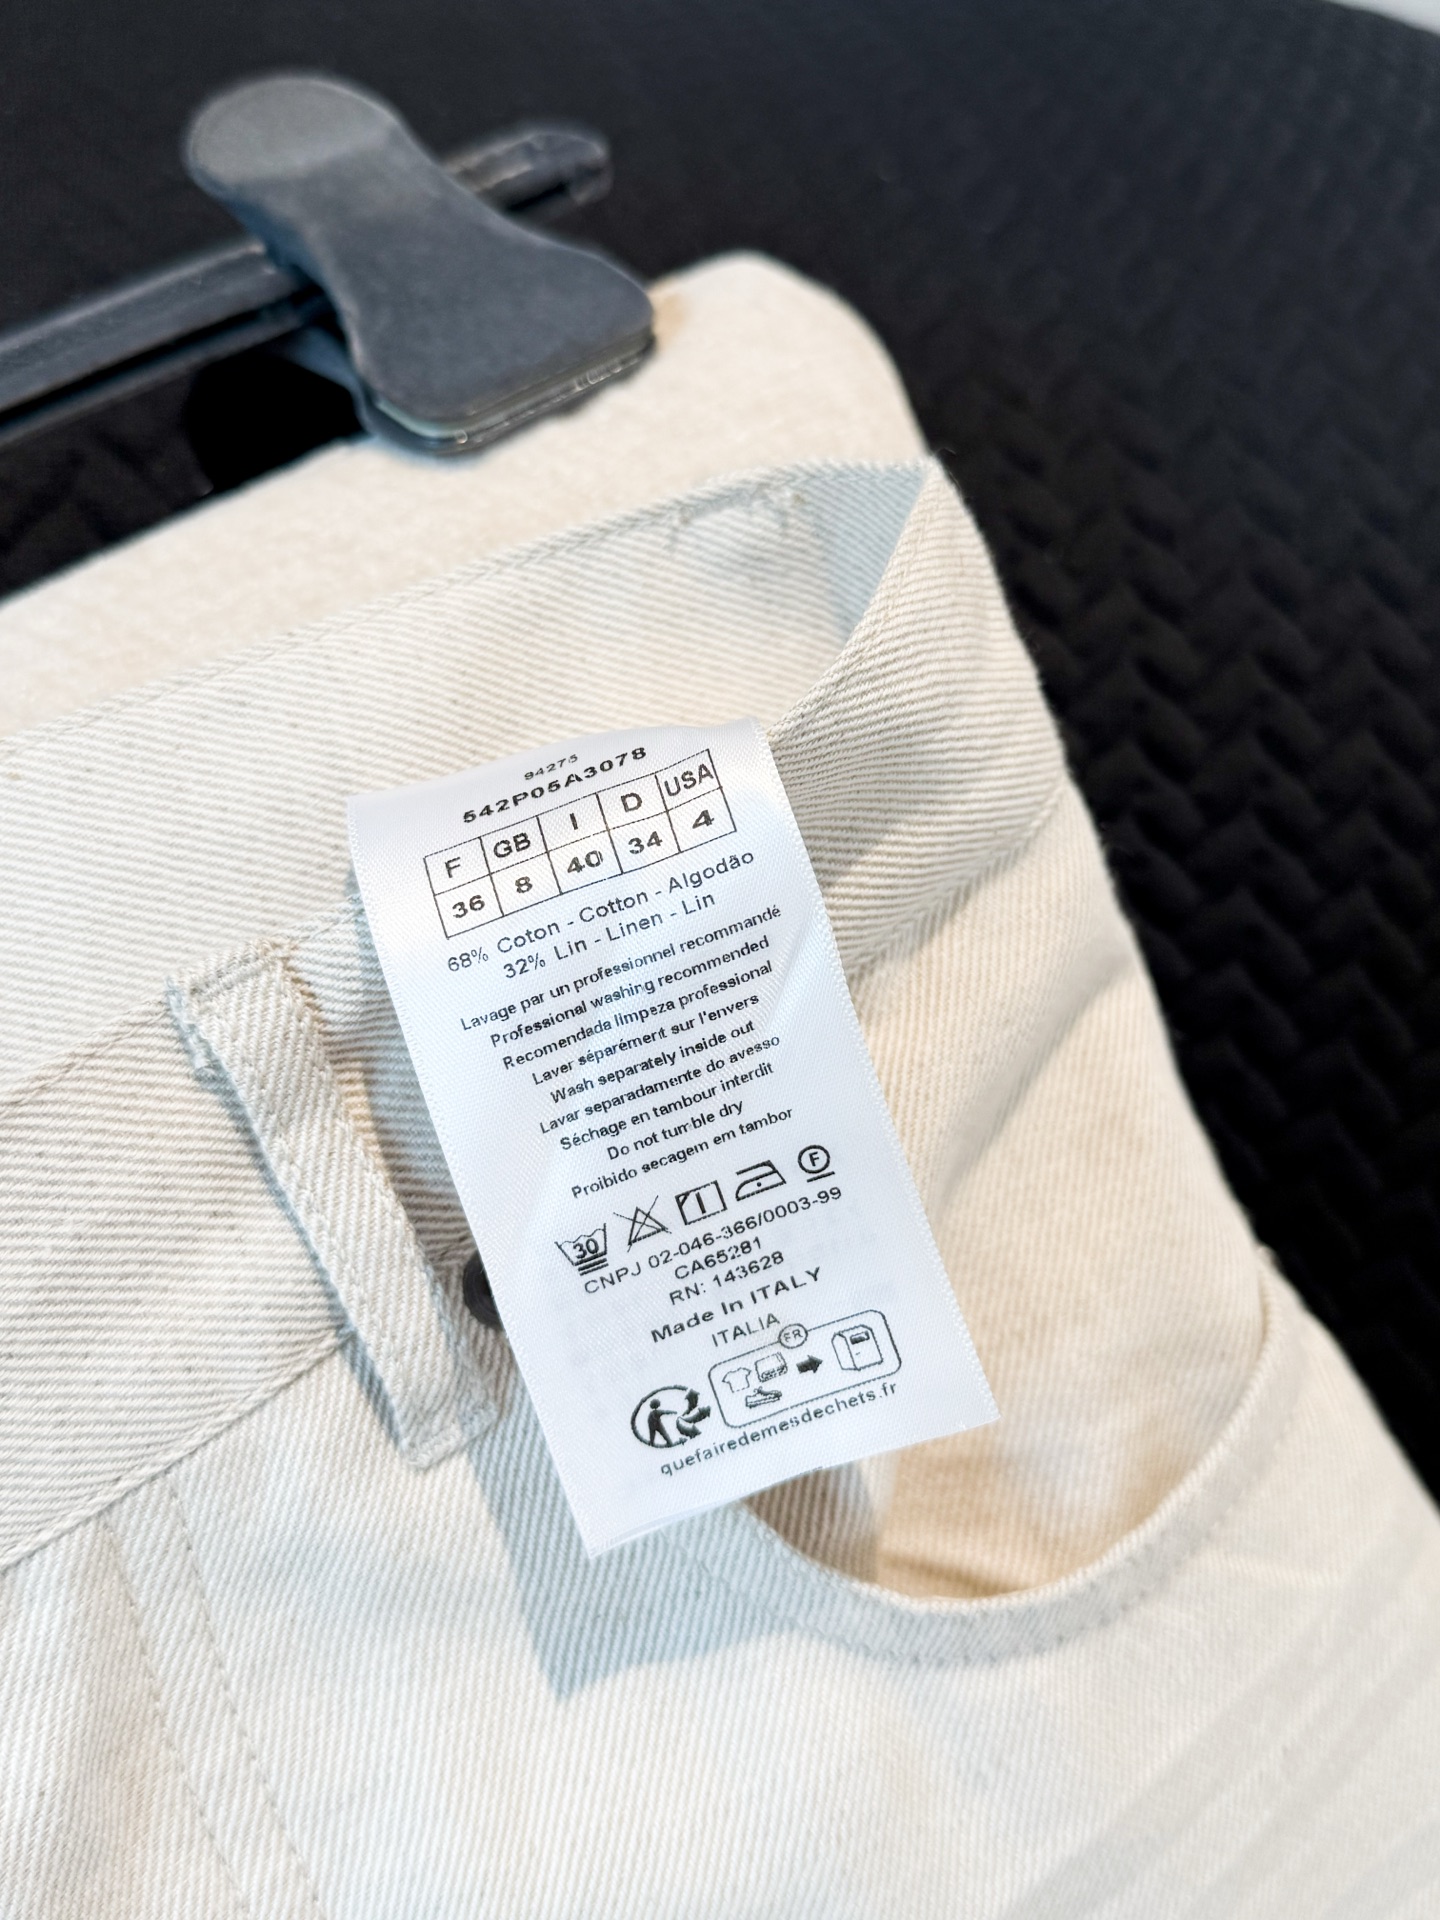 94275
542P05A3078
F GB I D USA
36 8 40 34 4
68% Coton - Cotton - Algodão
32% Lin - Linen - Lin
Lavage par un professionnel recommandé
Professional washing recommended
Recomendada limpeza professional
Laver séparément sur l'envers
Wash separately inside out
Lavar separadamente do avesso
Séchage en tambour interdit
Do not tumble dry
Proibido secagem em tambor
30 F
CNPJ 02-046-366/0003-99
CA65281
RN: 143628
Made In ITALY
ITALIA
FR
quefairedemesdechets.fr